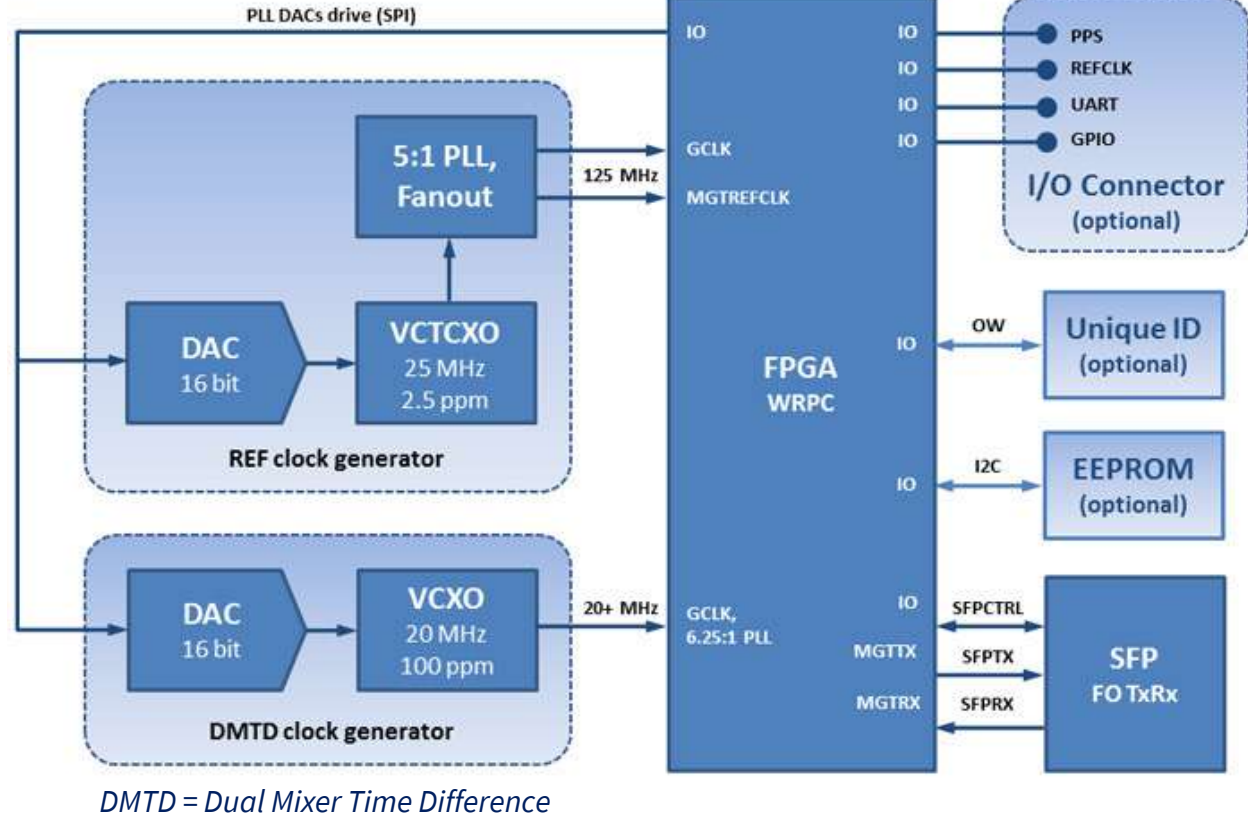 PLL DACs drive (SPI)
5:1 PLL,
Fanout
125 MHz
DAC
16 bit
VCTCXO
25 MHz
2.5 ppm
REF clock generator
DAC
16 bit
VCXO
20 MHz
100 ppm
20+ MHz
DMTD clock generator
IO
GCLK
MGTREFCLK
FPGA
WRPC
GCLK,
6.25:1 PLL
IO
IO
IO
IO
IO
IO
IO
MGTTX
MGTRX
PPS
REFCLK
UART
GPIO
I/O Connector
(optional)
OW
Unique ID
(optional)
I2C
EEPROM
(optional)
SFPCTRL
SFPTX
SFPRX
SFP
FO TxRx
DMTD = Dual Mixer Time Difference